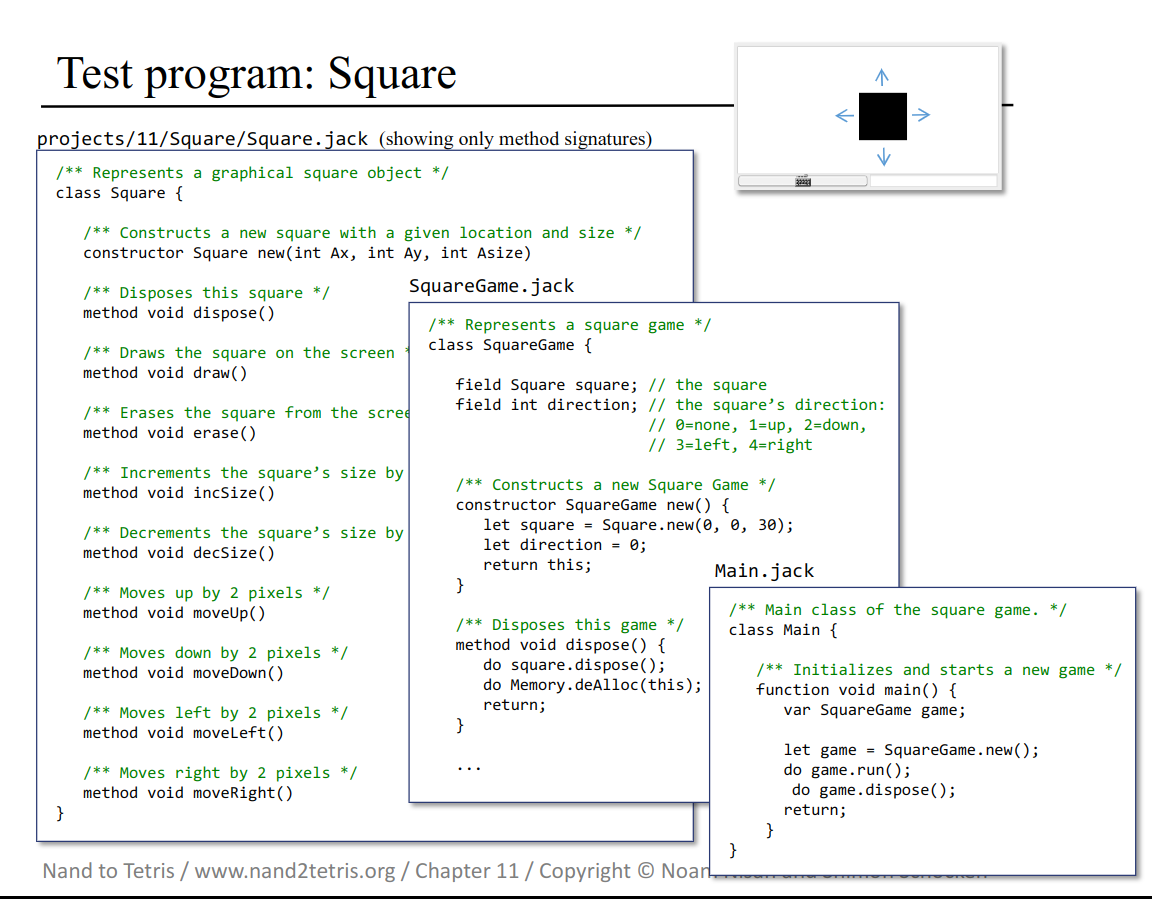 Test program: Square
projects/11/Square/Square.jack (showing only method signatures)
/** Represents a graphical square object */
class Square {
/** Constructs a new square with a given location and size */
constructor Square new(int Ax, int Ay, int Asize)
/** Disposes this square */
method void dispose()
/** Draws the square on the screen *
method void draw()
/** Erases the square from the scree
method void erase()
/** Increments the square’s size by
method void incSize()
/** Decrements the square’s size by
method void decSize()
/** Moves up by 2 pixels */
method void moveUp()
/** Moves down by 2 pixels */
method void moveDown()
/** Moves left by 2 pixels */
method void moveLeft()
/** Moves right by 2 pixels */
method void moveRight()
}
SquareGame.jack
/** Represents a square game */
class SquareGame {
field Square square; // the square
field int direction; // the square’s direction:
// 0=none, 1=up, 2=down,
// 3=left, 4=right
/** Constructs a new Square Game */
constructor SquareGame new() {
let square = Square.new(0, 0, 30);
let direction = 0;
return this;
}
/** Disposes this game */
method void dispose() {
do square.dispose();
do Memory.deAlloc(this);
return;
}
...
Main.jack
/** Main class of the square game. */
class Main {
/** Initializes and starts a new game */
function void main() {
var SquareGame game;
let game = SquareGame.new();
do game.run();
do game.dispose();
return;
}
}
Nand to Tetris / www.nand2tetris.org / Chapter 11 / Copyright © Noam